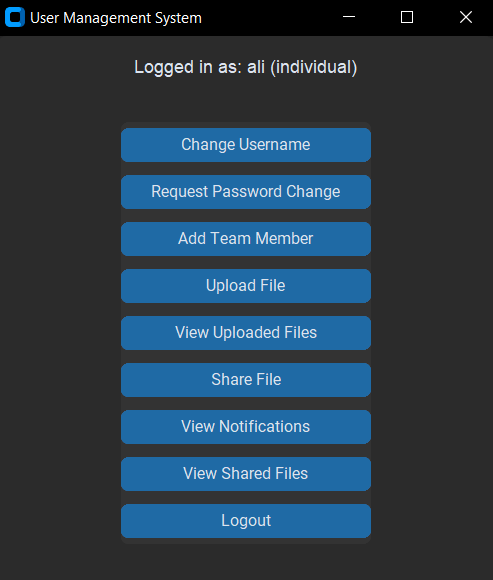 User Management System
Logged in as: ali (individual)
Change Username
Request Password Change
Add Team Member
Upload File
View Uploaded Files
Share File
View Notifications
View Shared Files
Logout